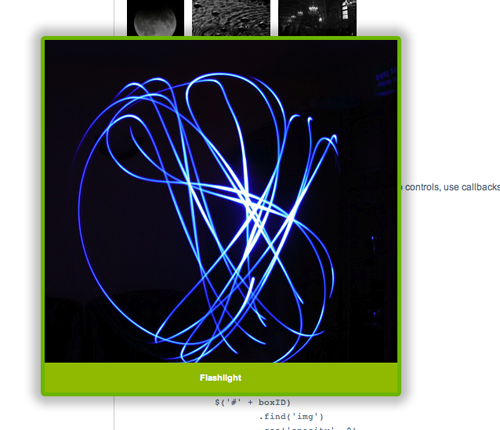 controls, use callbacks
Flashlight
$('#' + boxID)
.find('img')